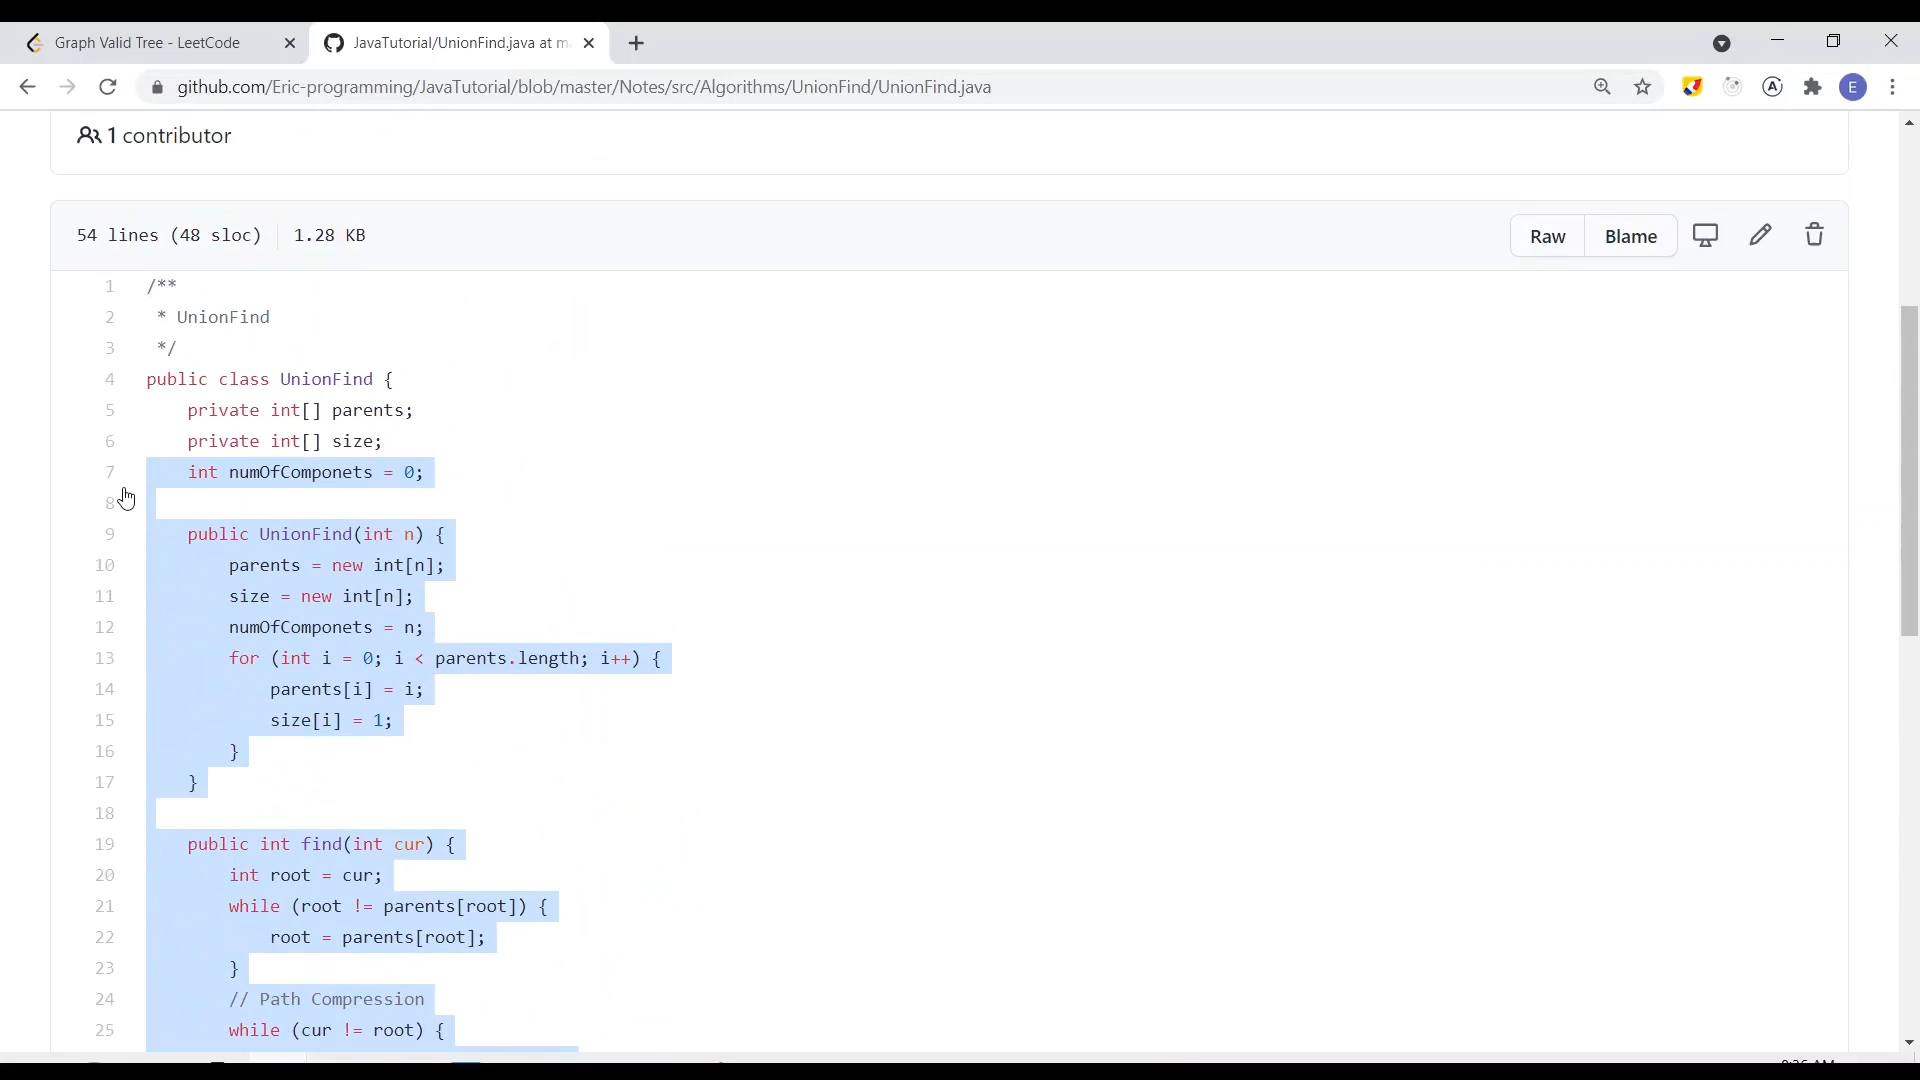 Graph Valid Tree - LeetCode
JavaTutorial/UnionFind.java at m
github.com/Eric-programming/JavaTutorial/blob/master/Notes/src/Algorithms/UnionFind/UnionFind.java
A
E
1 contributor
54 lines (48 sloc) 1.28 KB
Raw Blame
1 /**
2 * UnionFind
3 */
4 public class UnionFind {
5 private int[] parents;
6 private int[] size;
7 int numOfComponets = 0;
8
9 public UnionFind(int n) {
10 parents = new int[n];
11 size = new int[n];
12 numOfComponets = n;
13 for (int i = 0; i < parents.length; i++) {
14 parents[i] = i;
15 size[i] = 1;
16 }
17 }
18
19 public int find(int cur) {
20 int root = cur;
21 while (root != parents[root]) {
22 root = parents[root];
23 }
24 // Path Compression
25 while (cur != root) {